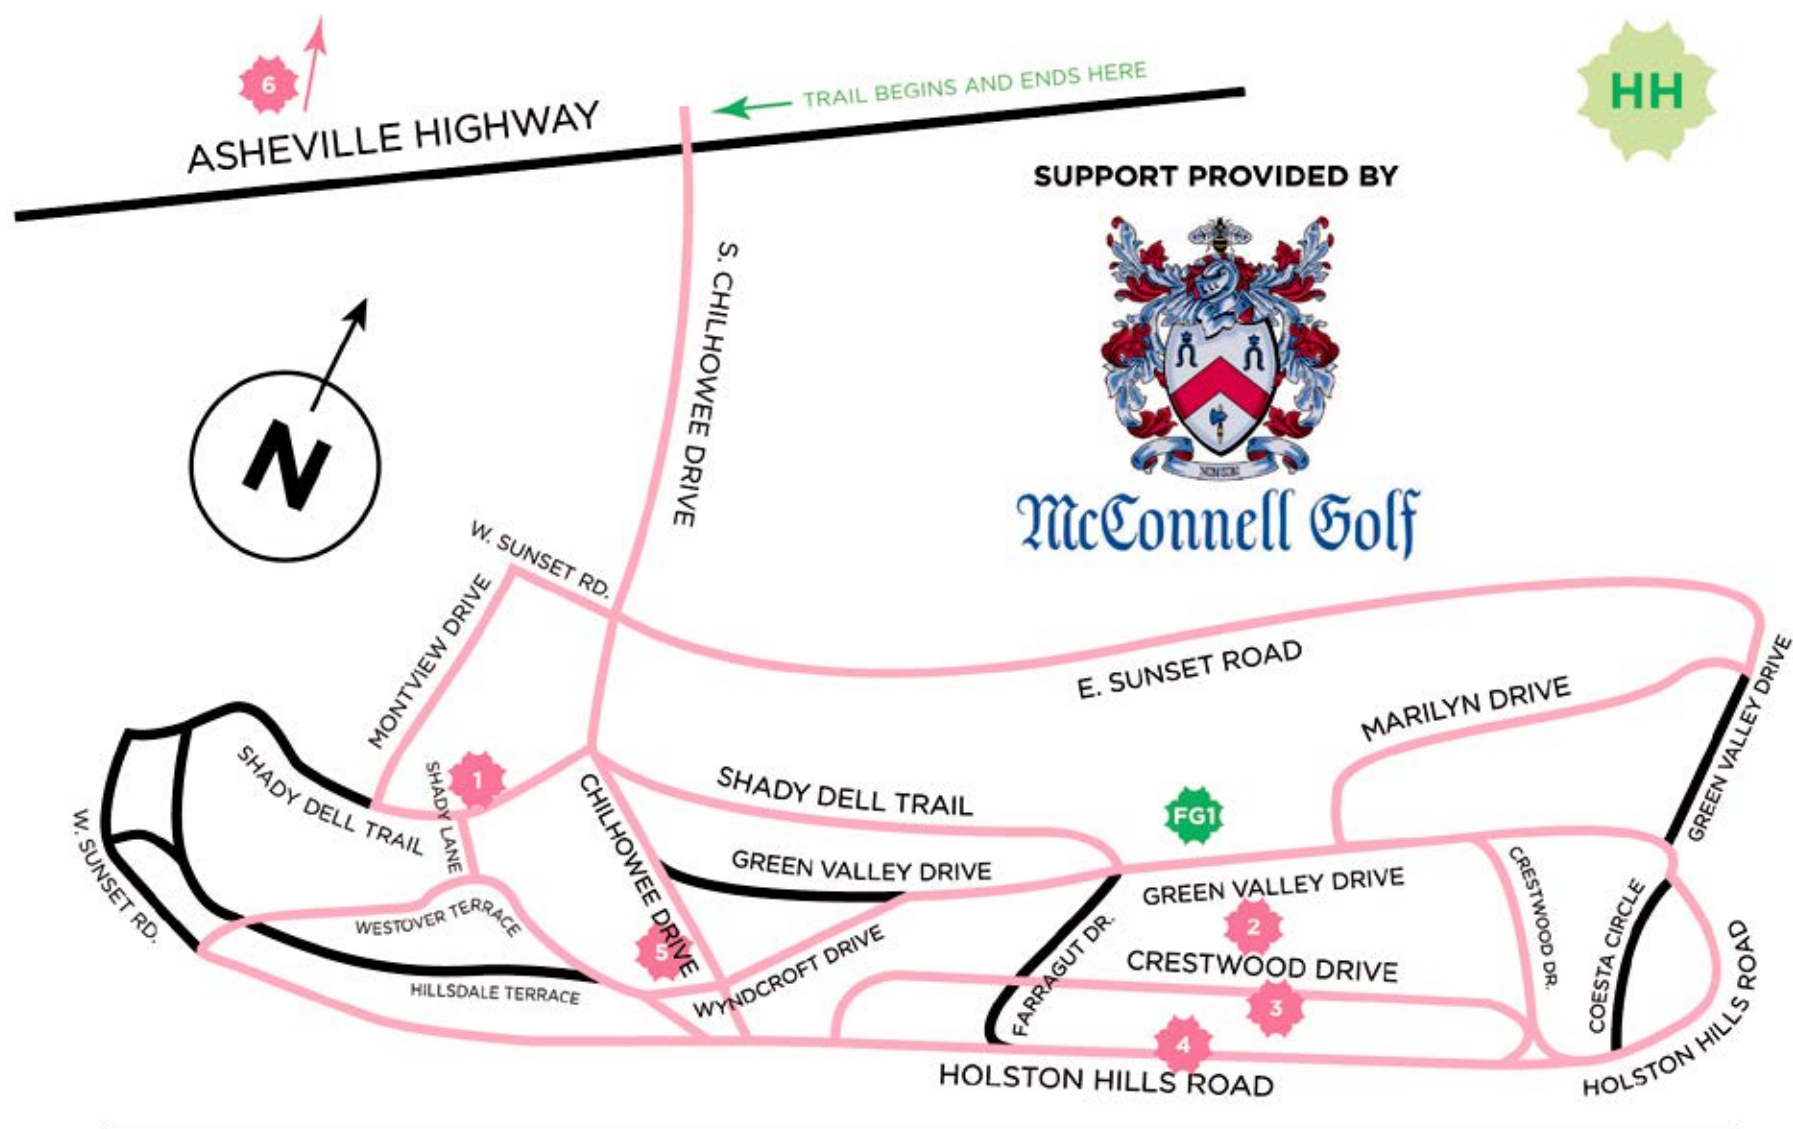 6
ASHEVILLE HIGHWAY
TRAIL BEGINS AND ENDS HERE
HH
SUPPORT PROVIDED BY
McConnell Golf
N
S. CHILHOWEE DRIVE
W. SUNSET RD.
MONTVIEW DRIVE
E. SUNSET ROAD
MARILYN DRIVE
GREEN VALLEY DRIVE
SHADY DELL TRAIL
SHADY LANE
1
CHILHOWEE DRIVE
SHADY DELL TRAIL
FG1
W. SUNSET RD.
GREEN VALLEY DRIVE
GREEN VALLEY DRIVE
CRESTWOOD DR.
COESTA CIRCLE
WESTOVER TERRACE
5
WYNDCROFT DRIVE
FARRAGUT DR.
2
CRESTWOOD DRIVE
HOLSTON HILLS ROAD
HILLSDALE TERRACE
3
4
HOLSTON HILLS ROAD